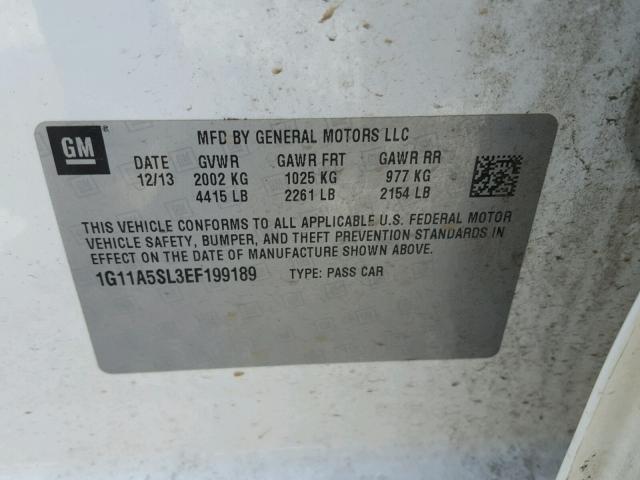 GM ®
MFD BY GENERAL MOTORS LLC
DATE GVWR GAWR FRT GAWR RR
12/13 2002 KG 1025 KG 977 KG
4415 LB 2261 LB 2154 LB
THIS VEHICLE CONFORMS TO ALL APPLICABLE U.S. FEDERAL MOTOR
VEHICLE SAFETY, BUMPER, AND THEFT PREVENTION STANDARDS IN
EFFECT ON THE DATE OF MANUFACTURE SHOWN ABOVE.
1G11A5SL3EF199189 TYPE: PASS CAR